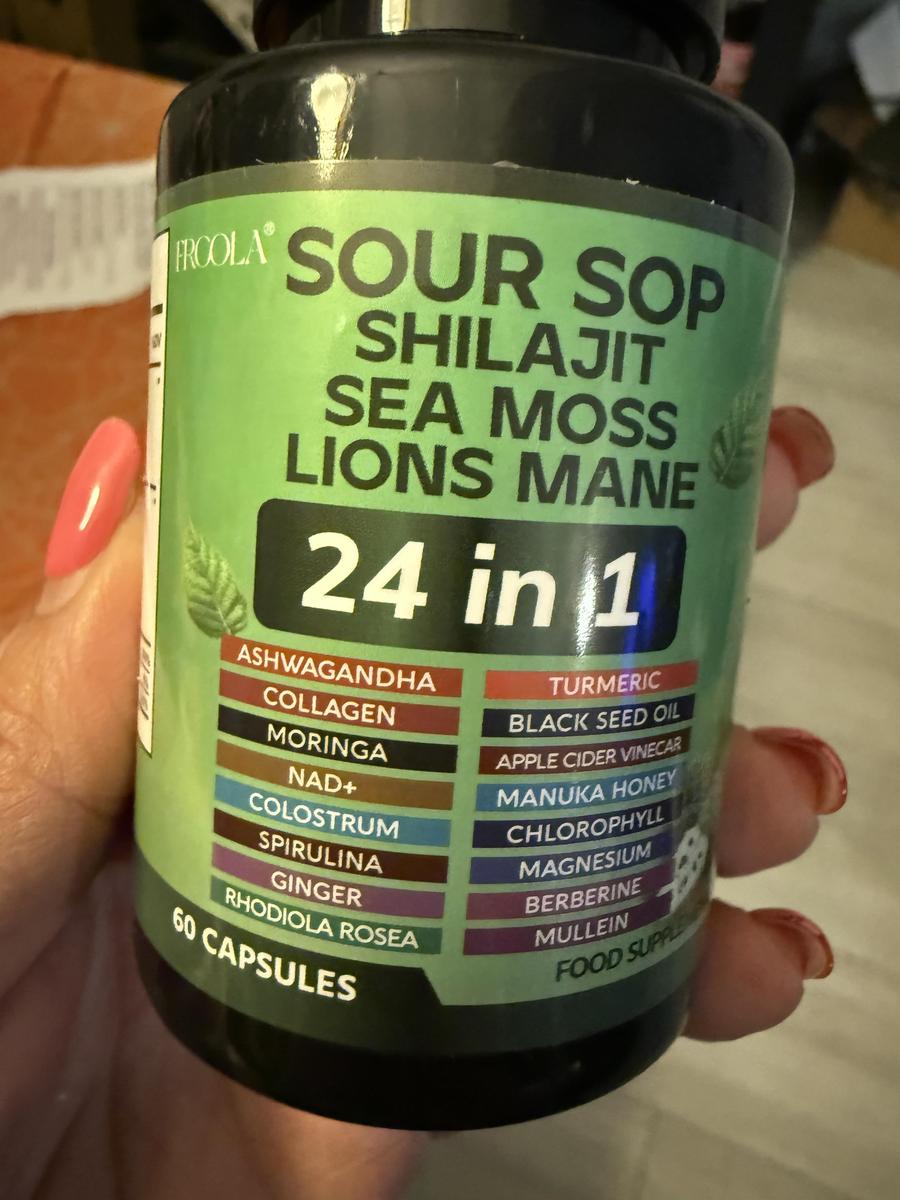 FRCOLA®
SOUR SOP
SHILAJIT
SEA MOSS
LIONS MANE
24 in 1
ASHWAGANDHA
COLLAGEN
MORINGA
NAD+
COLOSTRUM
SPIRULINA
GINGER
RHODIOLA ROSEA
TURMERIC
BLACK SEED OIL
APPLE CIDER VINEGAR
MANUKA HONEY
CHLOROPHYLL
MAGNESIUM
BERBERINE
MULLEIN
60 CAPSULES
FOOD